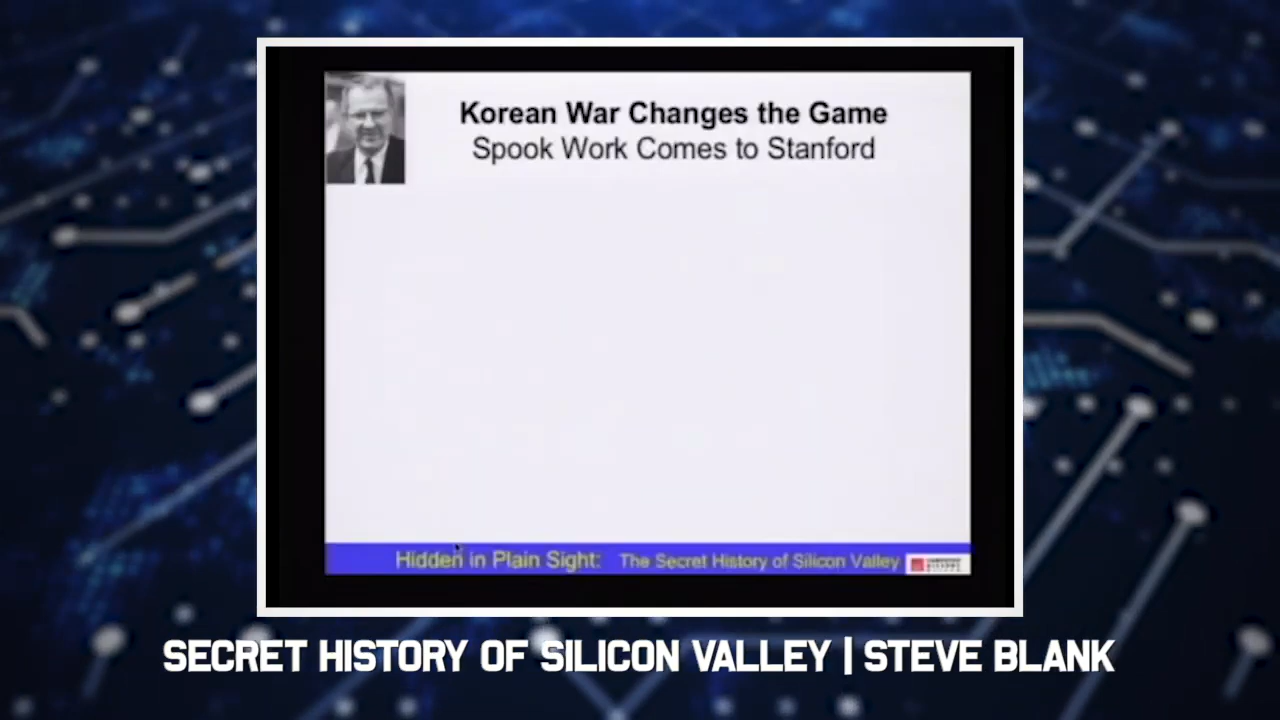 Korean War Changes the Game
Spook Work Comes to Stanford
Hidden in Plain Sight: The Secret History of Silicon Valley
SECRET HISTORY OF SILICON VALLEY | STEVE BLANK